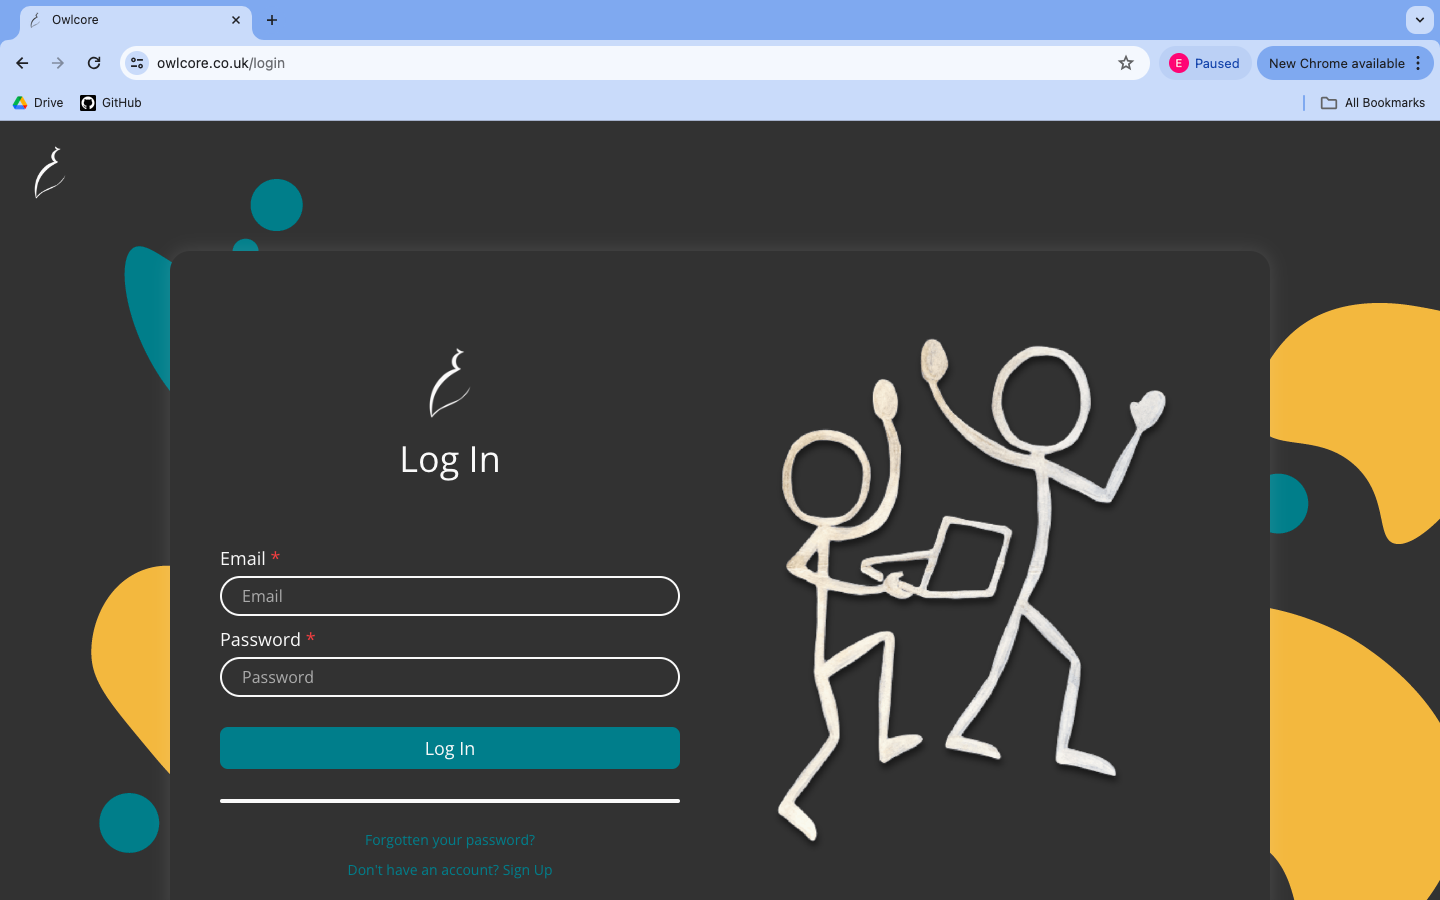 Owlcore
owlcore.co.uk/login
E Paused
New Chrome available
Drive
GitHub
All Bookmarks
Log In
Email *
Email
Password *
Password
Log In
Forgotten your password?
Don't have an account? Sign Up